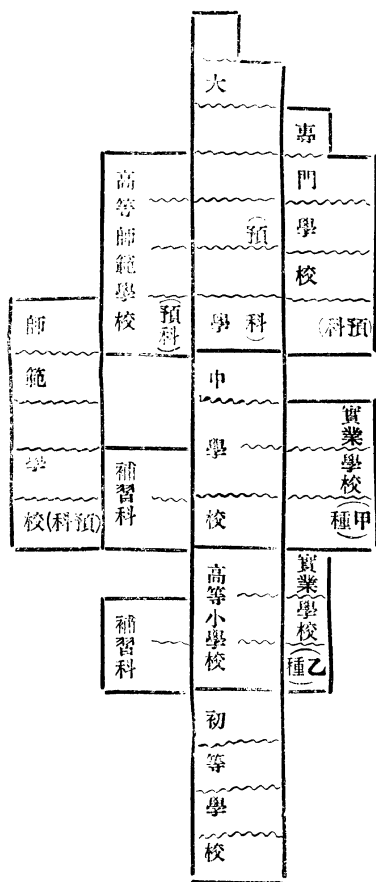 大學
(預科)
專門學校
(預科)
高等師範學校
(預科)
師範學校(預科)
中學校
實業學校
(甲種)
補習科
高等小學校
實業學校
(乙種)
補習科
初等學校